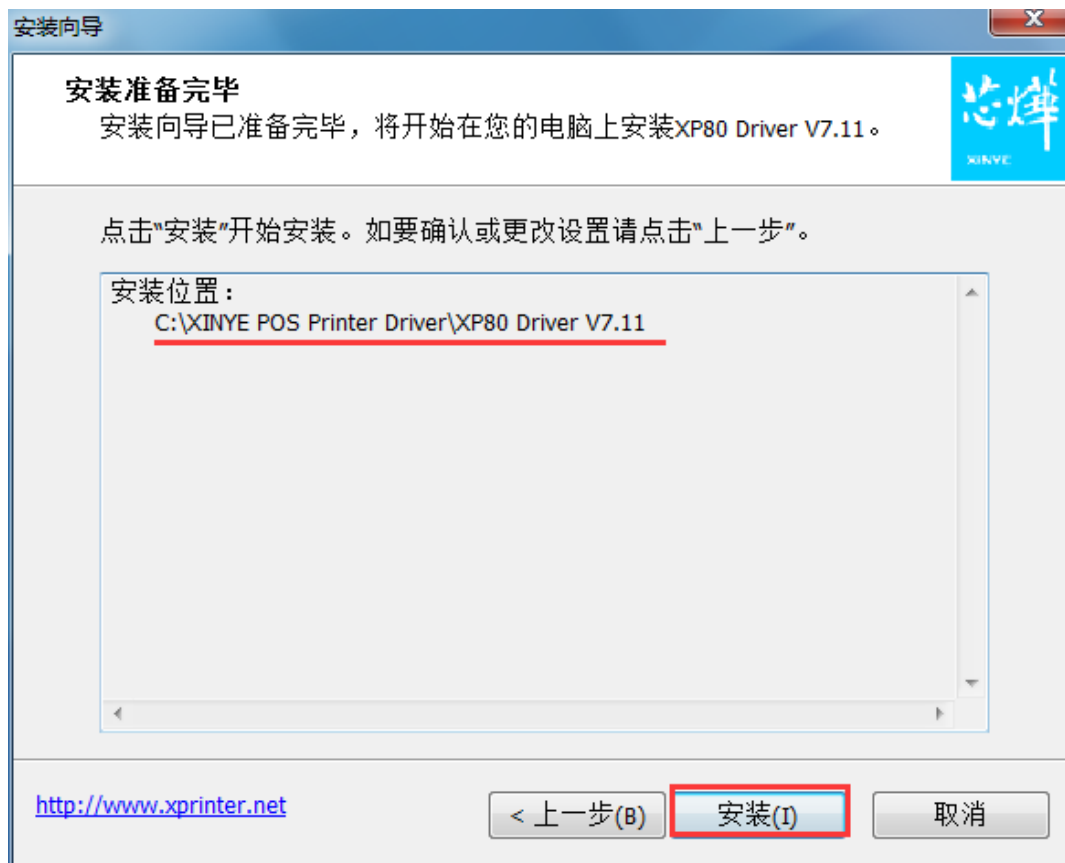 安装向导
安装准备完毕
安装向导已准备完毕，将开始在您的电脑上安装XP80 Driver V7.11。
芯烨
XINYE
点击“安装”开始安装。如要确认或更改设置请点击“上一步”。
安装位置：
C:\XINYE POS Printer Driver\XP80 Driver V7.11
http://www.xprinter.net
< 上一步(B)
安装(I)
取消